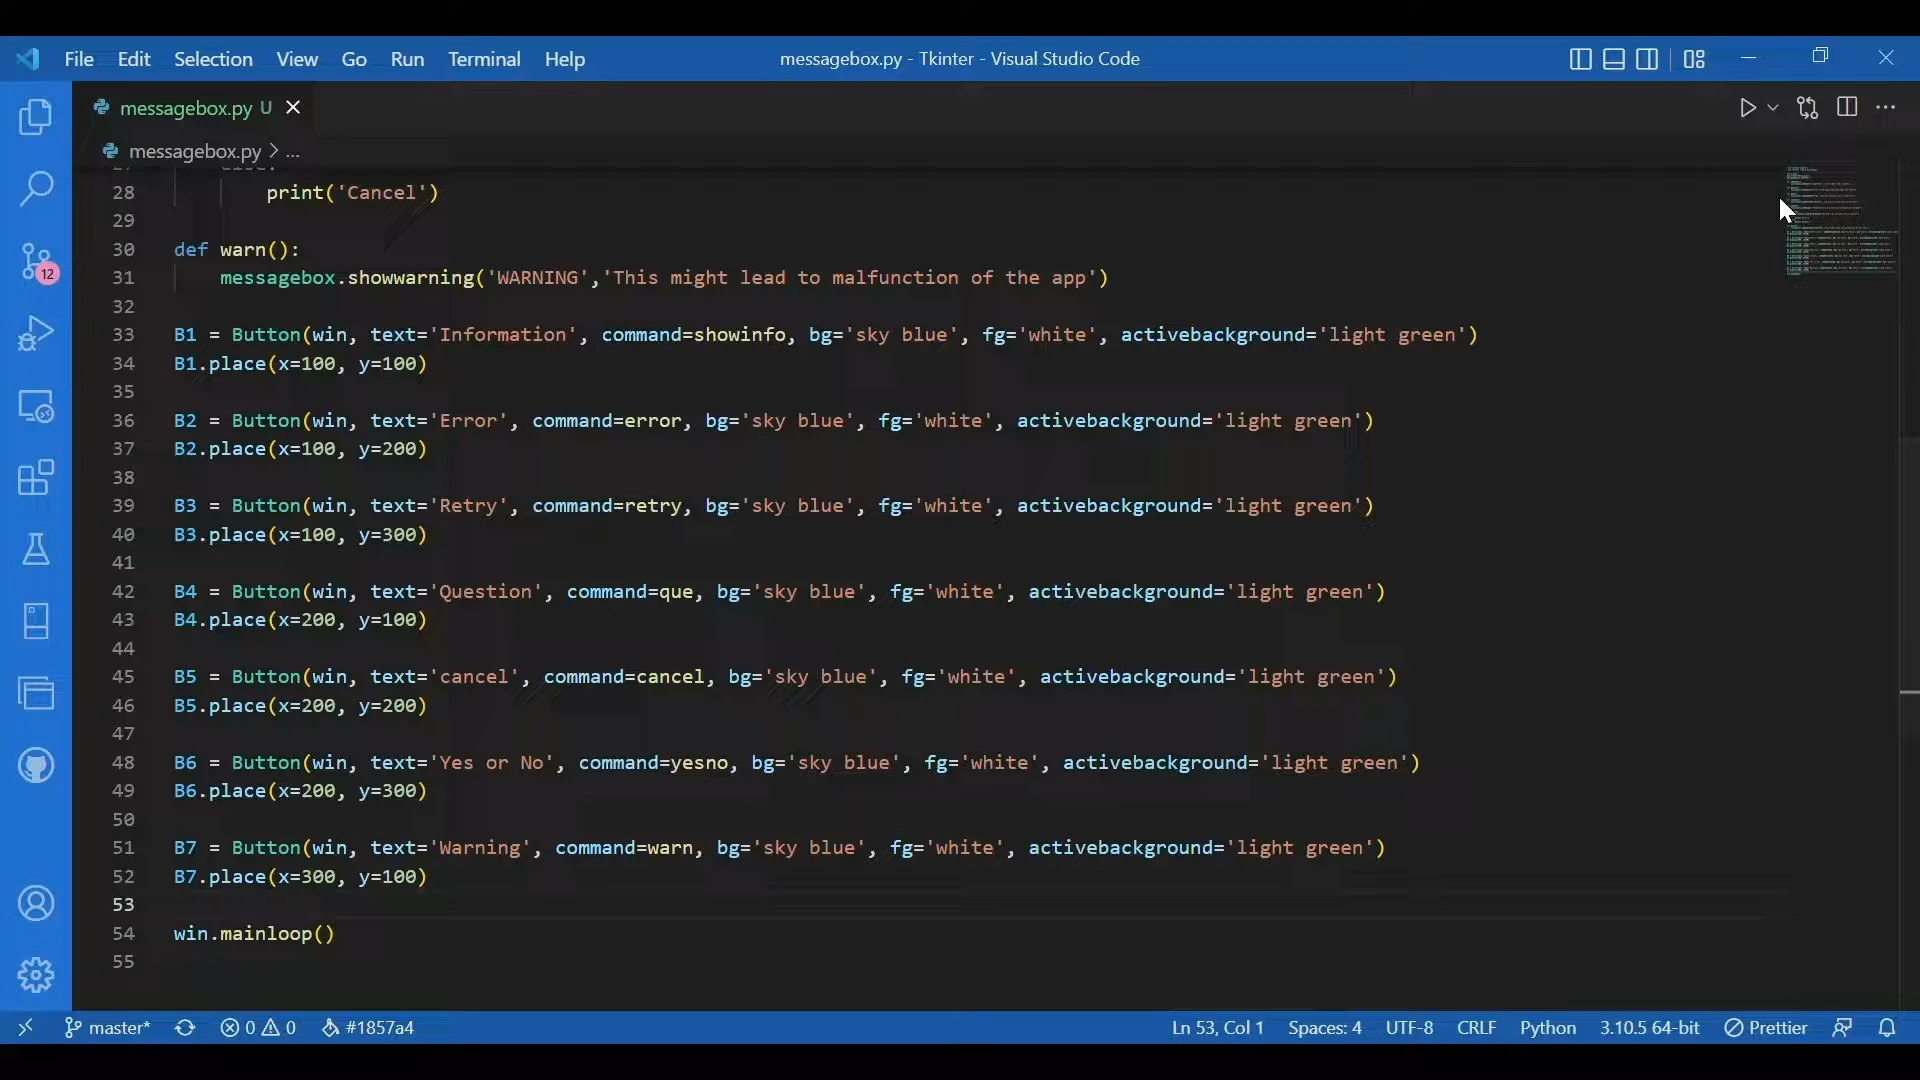 File Edit Selection View Go Run Terminal Help messagebox.py - Tkinter - Visual Studio Code
messagebox.py U
messagebox.py > ...
28 print('Cancel')
29
30 def warn():
31 messagebox.showwarning('WARNING','This might lead to malfunction of the app')
32
33 B1 = Button(win, text='Information', command=showinfo, bg='sky blue', fg='white', activebackground='light green')
34 B1.place(x=100, y=100)
35
36 B2 = Button(win, text='Error', command=error, bg='sky blue', fg='white', activebackground='light green')
37 B2.place(x=100, y=200)
38
39 B3 = Button(win, text='Retry', command=retry, bg='sky blue', fg='white', activebackground='light green')
40 B3.place(x=100, y=300)
41
42 B4 = Button(win, text='Question', command=que, bg='sky blue', fg='white', activebackground='light green')
43 B4.place(x=200, y=100)
44
45 B5 = Button(win, text='cancel', command=cancel, bg='sky blue', fg='white', activebackground='light green')
46 B5.place(x=200, y=200)
47
48 B6 = Button(win, text='Yes or No', command=yesno, bg='sky blue', fg='white', activebackground='light green')
49 B6.place(x=200, y=300)
50
51 B7 = Button(win, text='Warning', command=warn, bg='sky blue', fg='white', activebackground='light green')
52 B7.place(x=300, y=100)
53
54 win.mainloop()
55
12
master* 0 0 #1857a4 Ln 53, Col 1 Spaces: 4 UTF-8 CRLF Python 3.10.5 64-bit Prettier